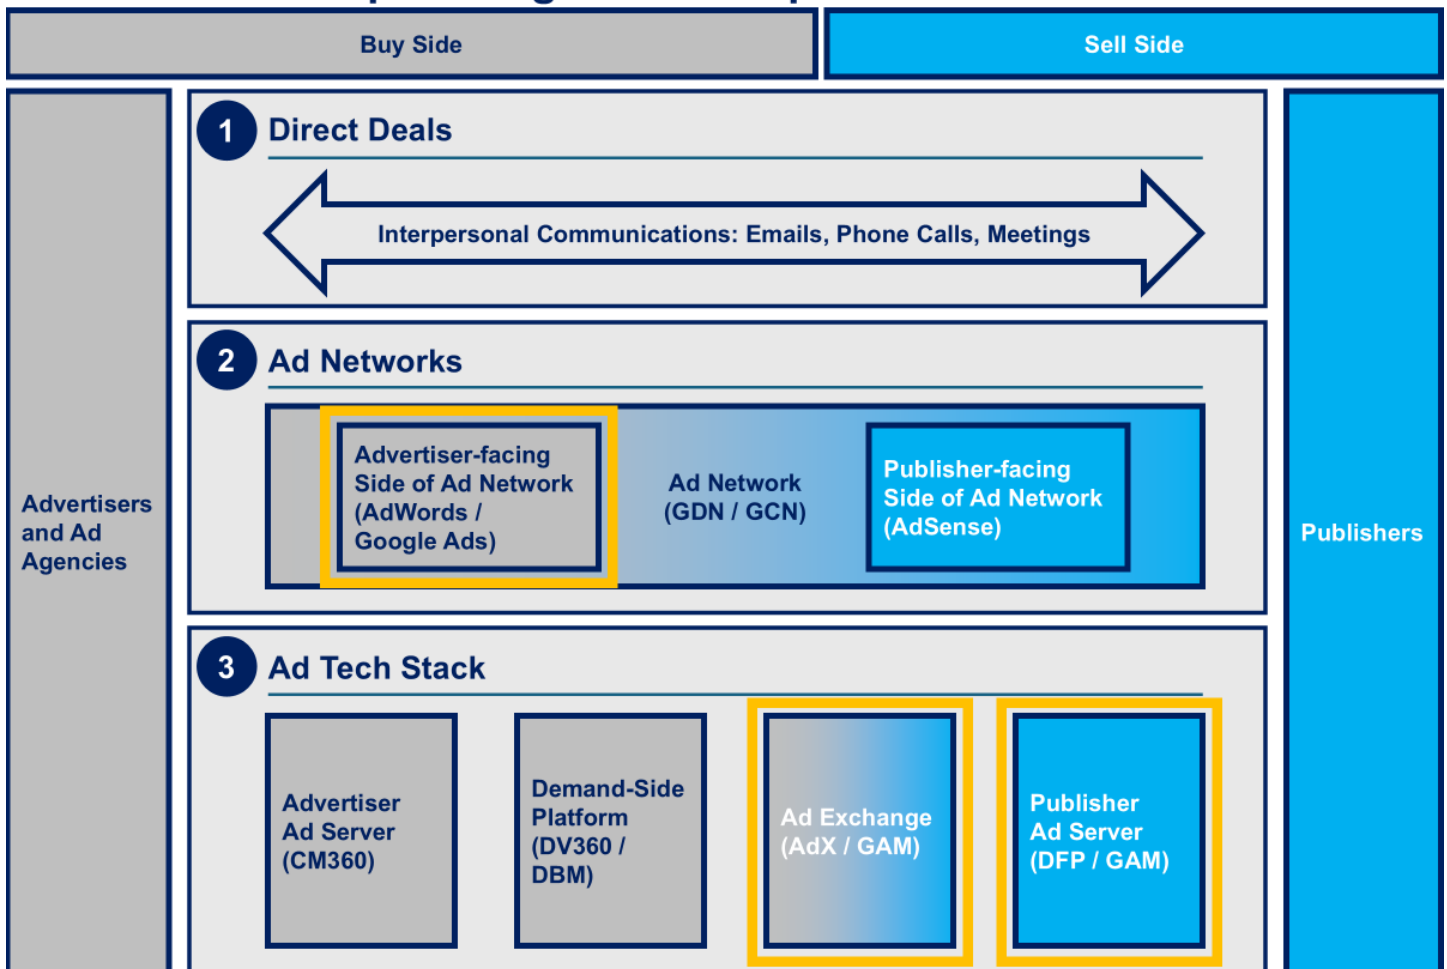 Buy Side
Sell Side
1 Direct Deals
Interpersonal Communications: Emails, Phone Calls, Meetings
2 Ad Networks
Advertiser-facing
Side of Ad Network
(AdWords /
Google Ads)
Ad Network
(GDN / GCN)
Publisher-facing
Side of Ad Network
(AdSense)
Advertisers
and Ad
Agencies
Publishers
3 Ad Tech Stack
Advertiser
Ad Server
(CM360)
Demand-Side
Platform
(DV360 /
DBM)
Ad Exchange
(AdX / GAM)
Publisher
Ad Server
(DFP / GAM)